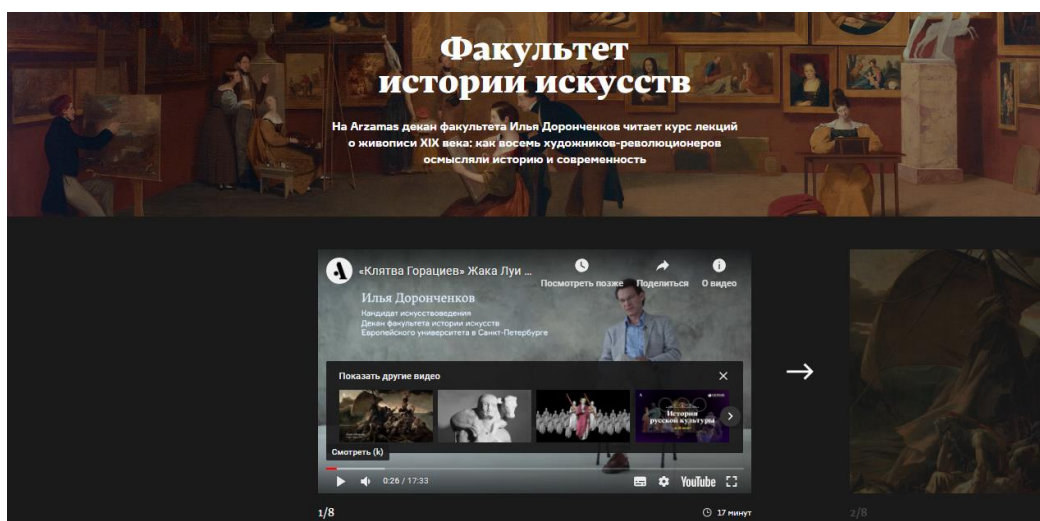 Факультет
истории искусств
На Arzamas декан факультета Илья Доронченков читает курс лекций
о живописи XIX века: как восемь художников-революционеров
осмысляли историю и современность
«Клятва Горациев» Жака Луи ...
Посмотреть позже
Поделиться
О видео
Илья Доронченков
Кандидат искусствоведения
Декан факультета истории искусств
Европейского университета в Санкт-Петербурге
Показать другие видео
История
русской культуры
Смотреть (k)
0:26 / 17:33
YouTube
1/8
17 минут
2/8